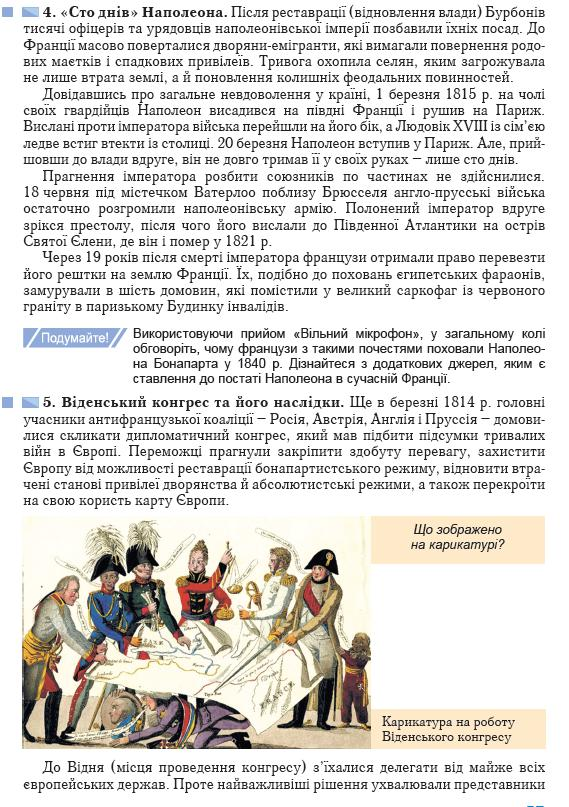 4. «Сто днів» Наполеона. Після реставрації (відновлення влади) Бурбонів
тисячі офіцерів та урядовців наполеонівської імперії позбавили їхніх посад. До
Франції масово поверталися дворяни-емігранти, які вимагали повернення родо-
вих маєтків і спадкових привілеїв. Тривога охопила селян, яким загрожувала
не лише втрата землі, а й поновлення колишніх феодальних повинностей.
Довідавшись про загальне невдоволення у країні, 1 березня 1815 р. на чолі
своїх гвардійців Наполеон висадився на півдні Франції і рушив на Париж.
Вислані проти імператора війська перейшли на його бік, а Людовік XVIII із сім’єю
ледве встиг втекти із столиці. 20 березня Наполеон вступив у Париж. Але, прий-
шовши до влади вдруге, він не довго тримав її у своїх руках – лише сто днів.
Прагнення імператора розбити союзників по частинах не здійснилися.
18 червня під містечком Ватерлоо поблизу Брюсселя англо-прусські війська
остаточно розгромили наполеонівську армію. Полонений імператор вдруге
зрікся престолу, після чого його вислали до Південної Атлантики на острів
Святої Єлени, де він і помер у 1821 р.
Через 19 років після смерті імператора французи отримали право перевезти
його рештки на землю Франції. Їх, подібно до поховань єгипетських фараонів,
замурували в шість домовин, які помістили у великий саркофаг із червоного
граніту в паризькому Будинку інвалідів.
Подумайте!
Використовуючи прийом «Вільний мікрофон», у загальному колі
обговоріть, чому французи з такими почестями поховали Наполео-
на Бонапарта у 1840 р. Дізнайтеся з додаткових джерел, яким є
ставлення до постаті Наполеона в сучасній Франції.
5. Віденський конгрес та його наслідки. Ще в березні 1814 р. головні
учасники антифранцузької коаліції – Росія, Австрія, Англія і Пруссія – домови-
лися скликати дипломатичний конгрес, який мав підбити підсумки тривалих
війн в Європі. Переможці прагнули закріпити здобуту перевагу, захистити
Європу від можливості реставрації бонапартистського режиму, відновити втра-
чені станові привілеї дворянства й абсолютистські режими, а також перекроїти
на свою користь карту Європи.
Що зображено
на карикатурі?
Карикатура на роботу
Віденського конгресу
До Відня (місця проведення конгресу) з’їхалися делегати від майже всіх
європейських держав. Проте найважливіші рішення ухвалювали представники